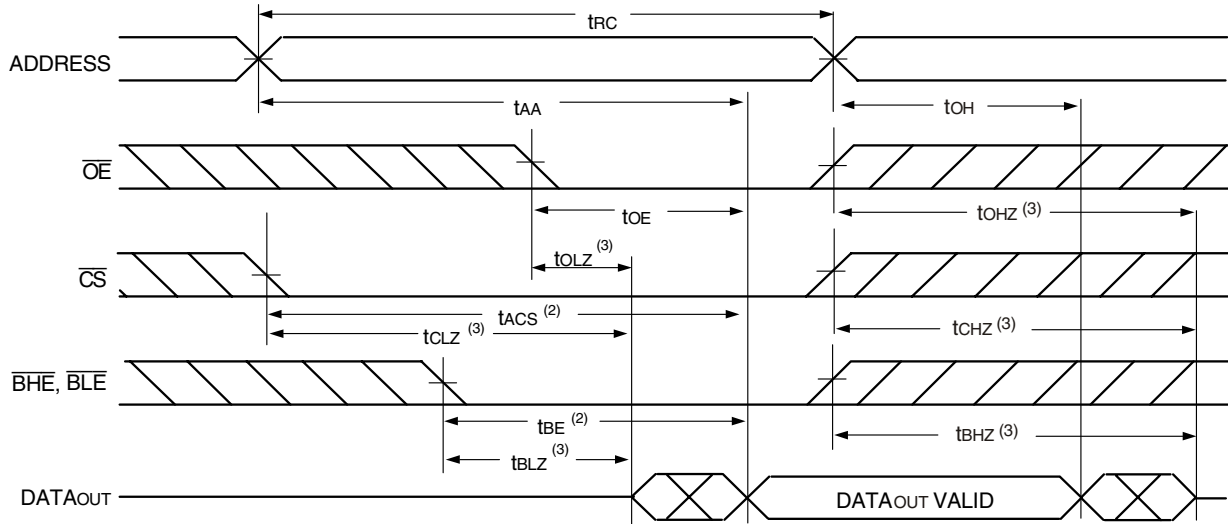 tRC
ADDRESS
tAA
tOH
OE
tOE
tOHZ (3)
tOLZ (3)
CS
tACS (2)
tCLZ (3)
tCHZ (3)
BHE, BLE
tBE (2)
tBHZ (3)
tBLZ (3)
DATAOUT
DATAOUT VALID